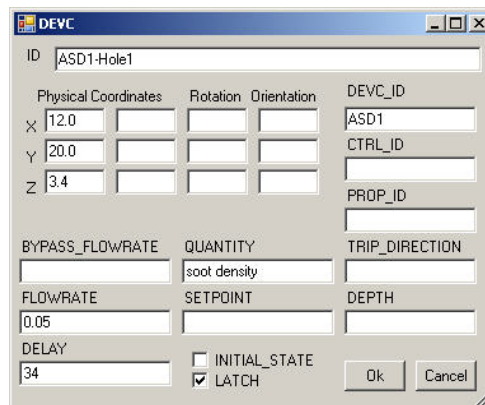 DEVC
ID ASD1-Hole1
Physical Coordinates Rotation Orientation DEVC_ID
X 12.0 ASD1
Y 20.0 CTRL_ID
Z 3.4
PROP_ID
BYPASS_FLOWRATE QUANTITY TRIP_DIRECTION
soot density
FLOWRATE SETPOINT DEPTH
0.05
DELAY INITIAL_STATE
34 LATCH Ok Cancel